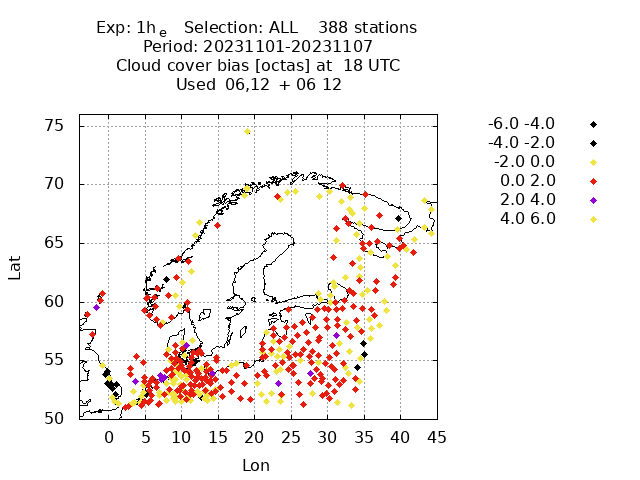 Exp: 1h e Selection: ALL 388 stations
Period: 20231101-20231107
Cloud cover bias [octas] at 18 UTC
Used 06,12 + 06 12
-6.0 -4.0
-4.0 -2.0
-2.0 0.0
0.0 2.0
2.0 4.0
4.0 6.0
Lat
75
70
65
60
55
50
0 5 10 15 20 25 30 35 40 45
Lon